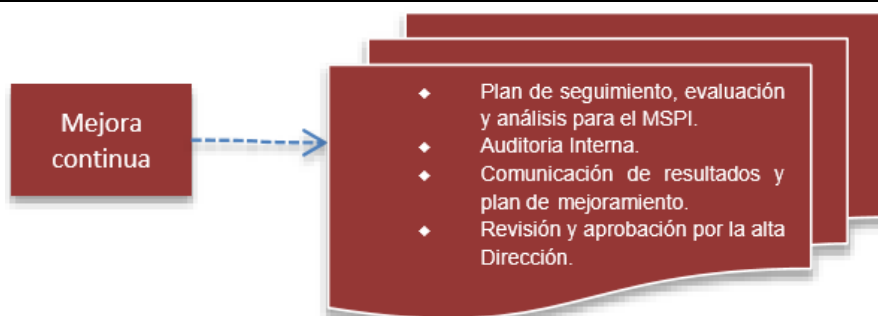 Mejora
continua
◆ Plan de seguimiento, evaluación
y análisis para el MSPI.
◆ Auditoria Interna.
◆ Comunicación de resultados y
plan de mejoramiento.
◆ Revisión y aprobación por la alta
Dirección.